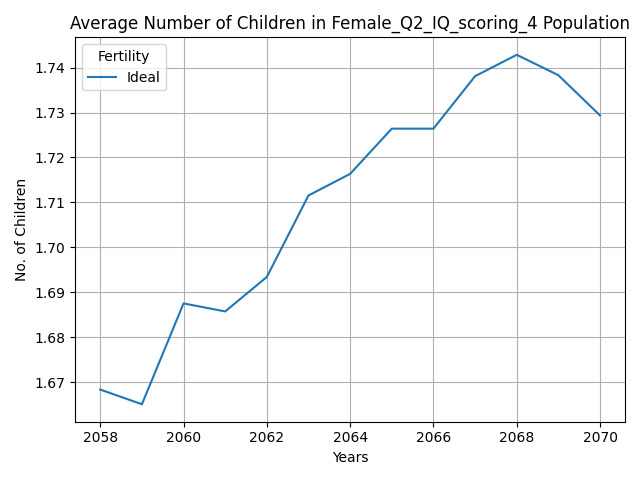 Average Number of Children in Female_Q2_IQ_scoring_4 Population
Fertility
Ideal
1.74
1.73
1.72
1.71
1.70
1.69
1.68
1.67
No. of Children
2058 2060 2062 2064 2066 2068 2070
Years